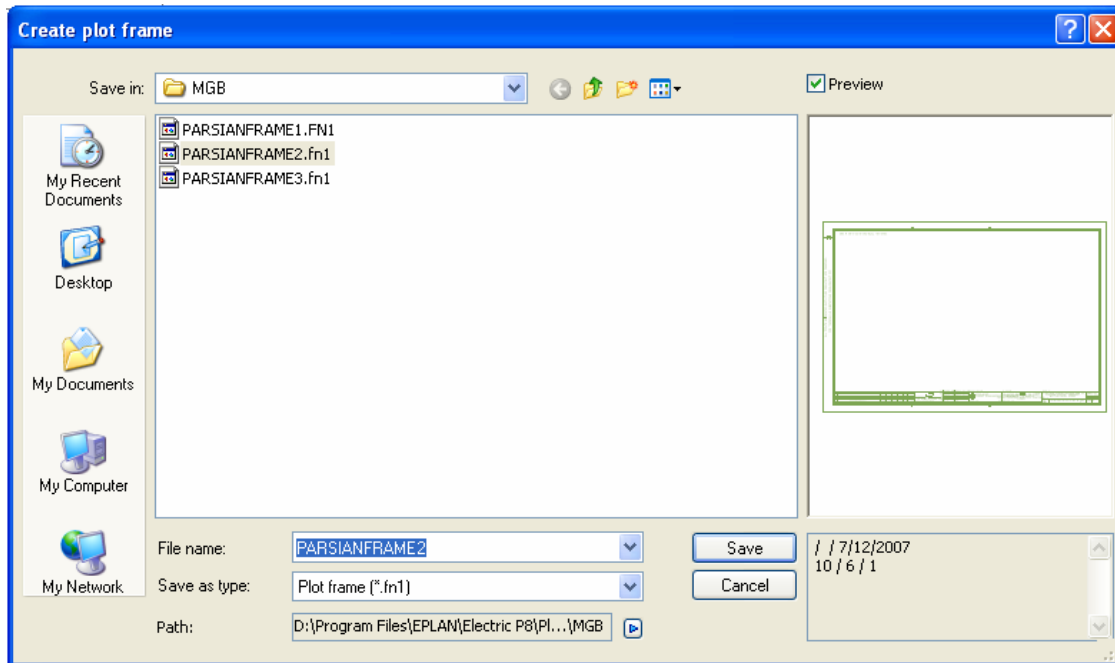 Create plot frame
Save in:
MGB
Preview
PARSIANFRAME1.FN1
PARSIANFRAME2.fn1
PARSIANFRAME3.fn1
My Recent
Documents
Desktop
My Documents
My Computer
My Network
File name:
PARSIANFRAME2
Save
Save as type:
Plot frame (*.fn1)
Cancel
Path:
D:\Program Files\EPLAN\Electric P8\Pl...\MGB
/ / 7/12/2007
10 / 6 / 1